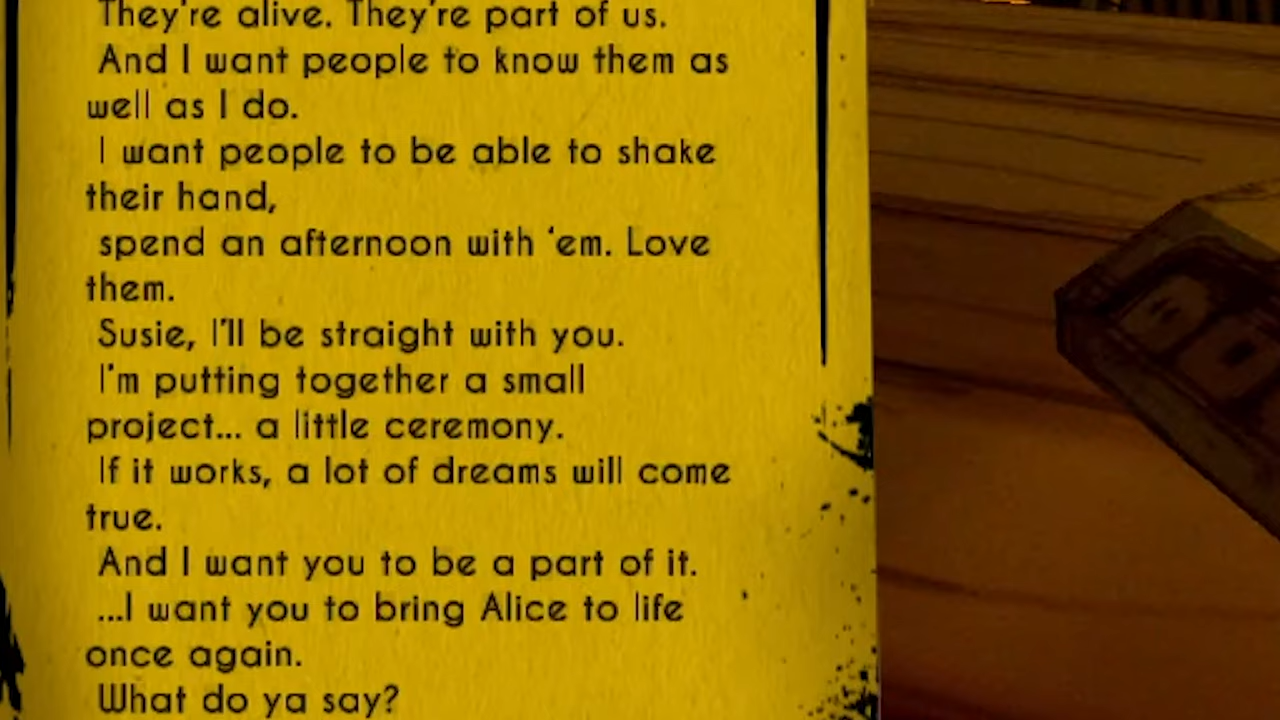 They're alive. They're part of us.
And I want people to know them as
well as I do.
I want people to be able to shake
their hand,
spend an afternoon with ‘em. Love
them.
Susie, I'll be straight with you.
I'm putting together a small
project... a little ceremony.
If it works, a lot of dreams will come
true.
And I want you to be a part of it.
...I want you to bring Alice to life
once again.
What do ya say?